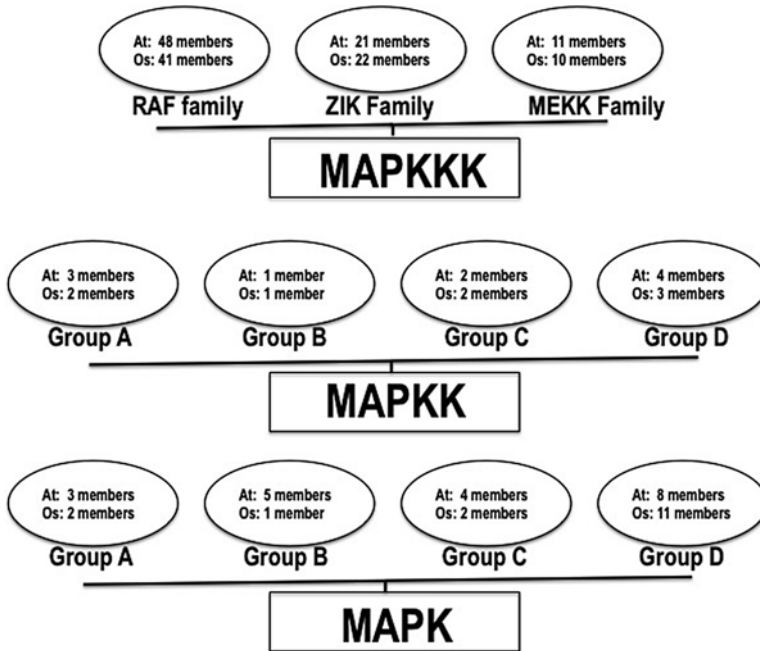 At: 48 members
Os: 41 members
RAF family
At: 21 members
Os: 22 members
ZIK Family
At: 11 members
Os: 10 members
MEKK Family
MAPKKK
At: 3 members
Os: 2 members
Group A
At: 1 member
Os: 1 member
Group B
At: 2 members
Os: 2 members
Group C
At: 4 members
Os: 3 members
Group D
MAPKK
At: 3 members
Os: 2 members
Group A
At: 5 members
Os: 1 member
Group B
At: 4 members
Os: 2 members
Group C
At: 8 members
Os: 11 members
Group D
MAPK